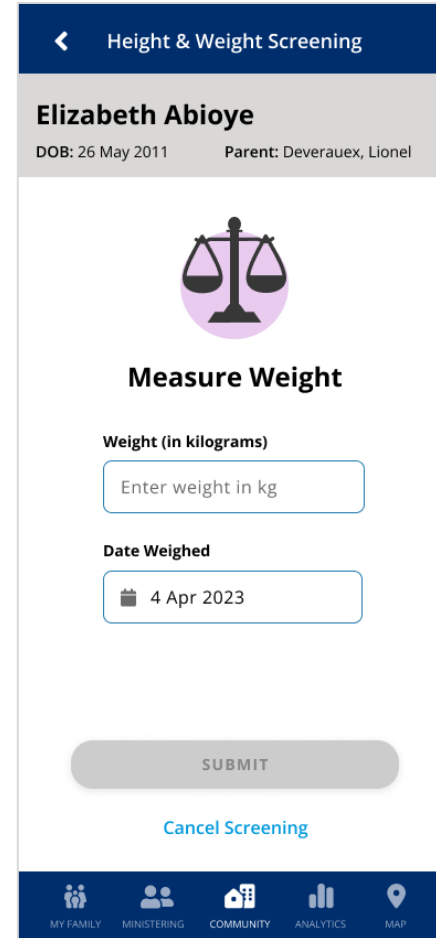 Height & Weight Screening
Elizabeth Abioye
DOB: 26 May 2011 Parent: Deverauex, Lionel
Measure Weight
Weight (in kilograms)
Enter weight in kg
Date Weighed
4 Apr 2023
SUBMIT
Cancel Screening
MY FAMILY MINISTERING COMMUNITY ANALYTICS MAP